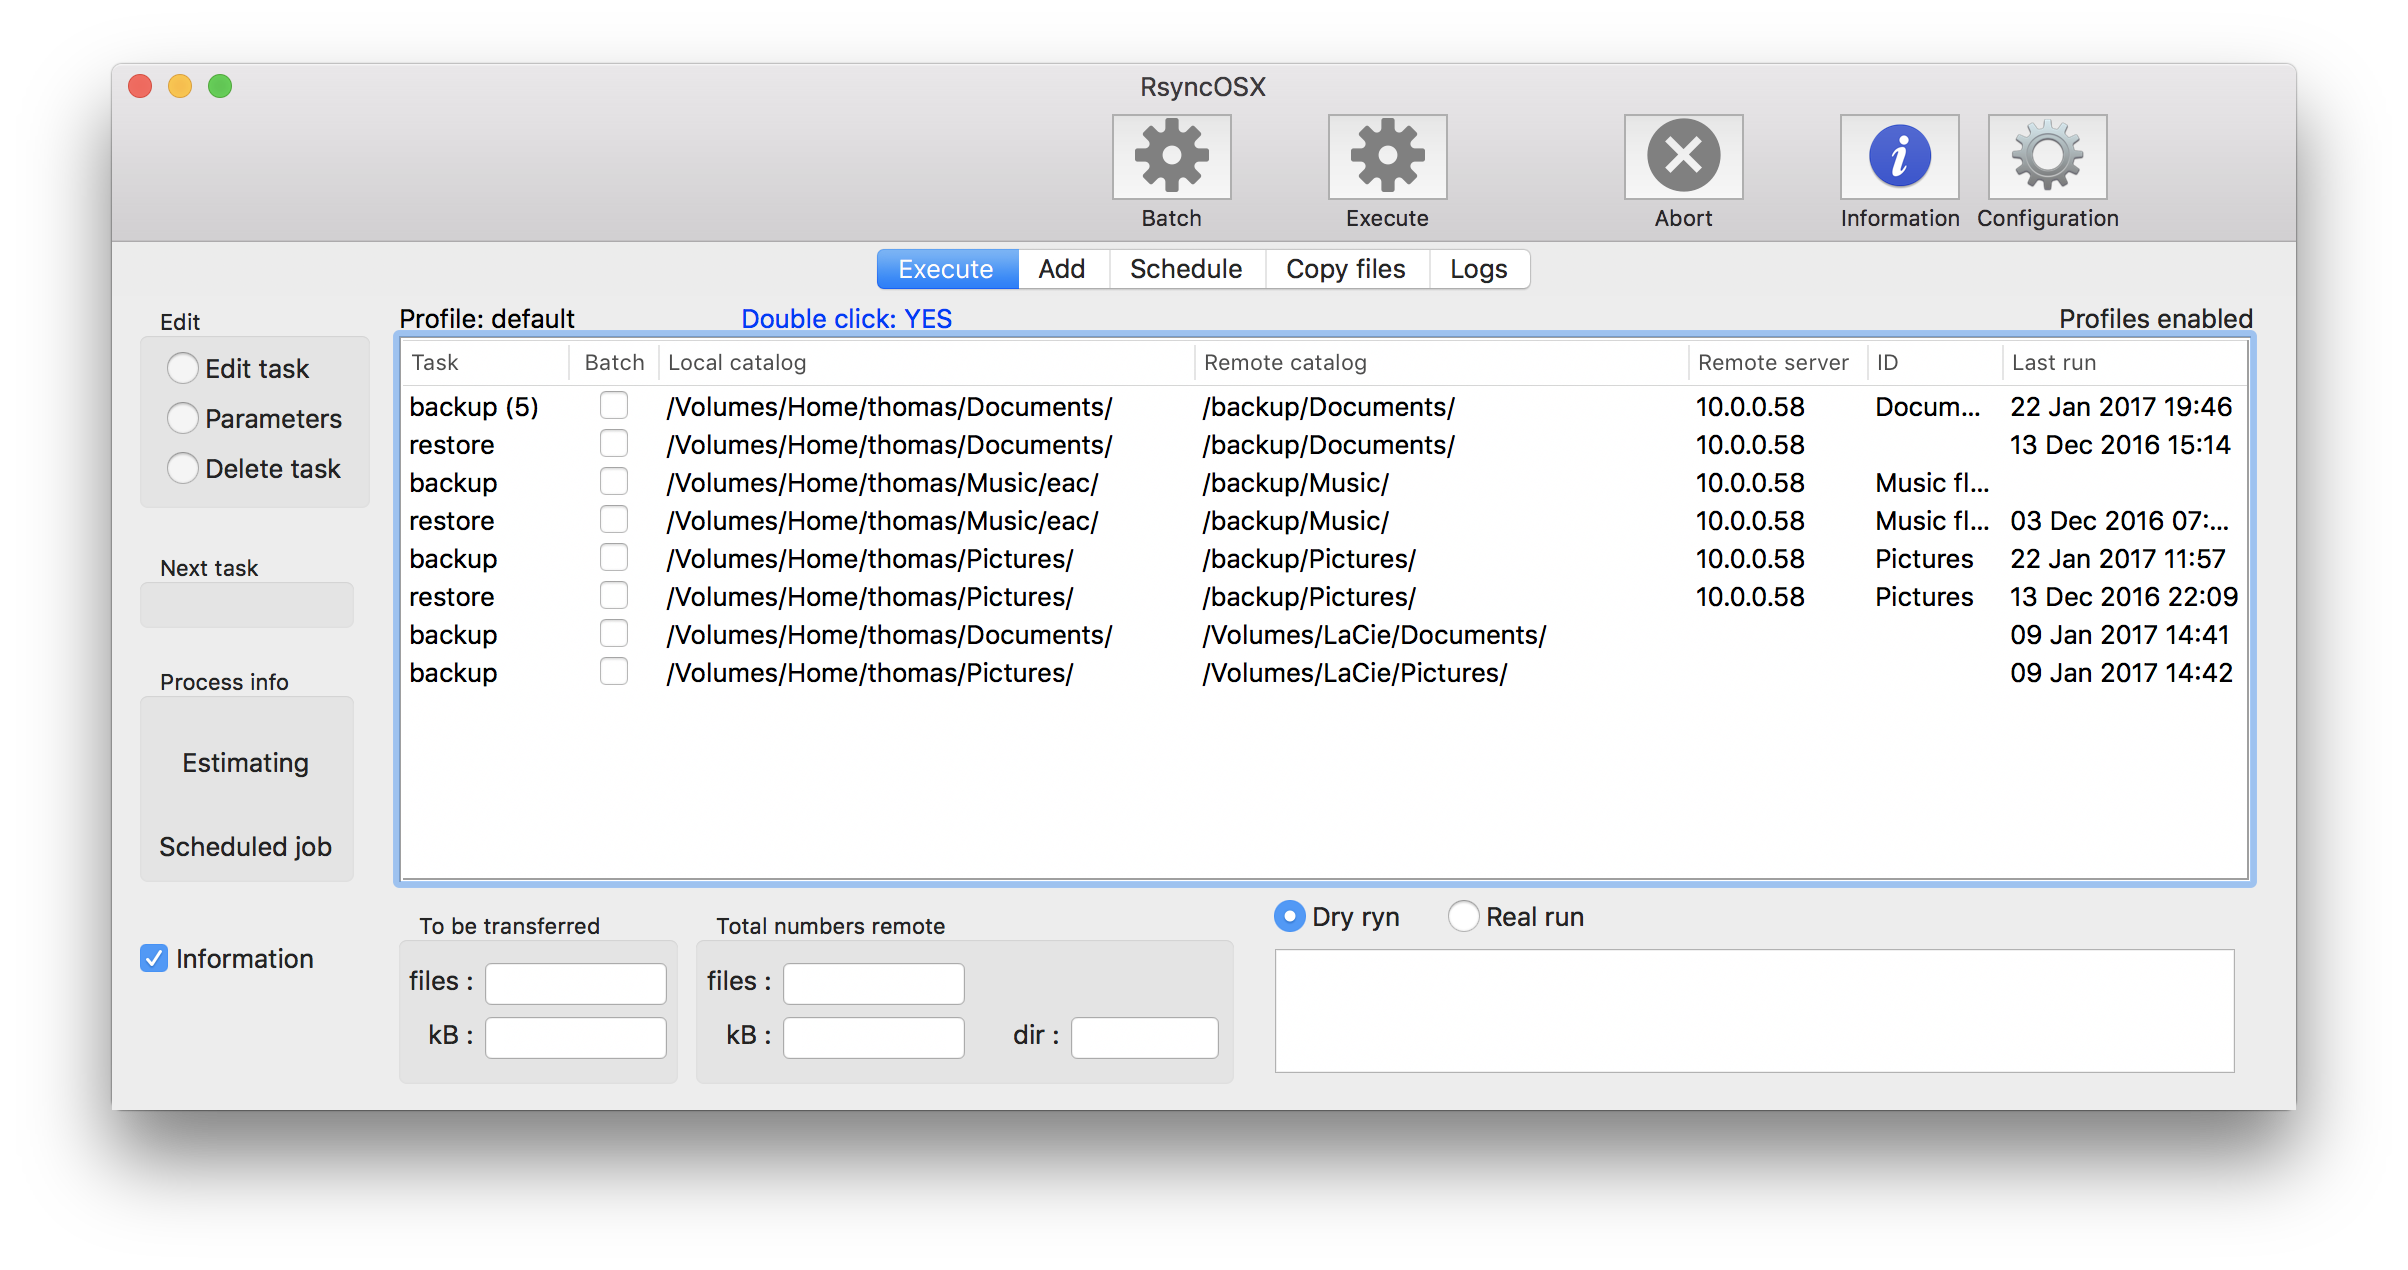 RsyncOSX
Batch
Execute
Abort
Information
Configuration
Execute Add Schedule Copy files Logs
Edit
Edit task
Parameters
Delete task
Next task
Process info
Estimating
Scheduled job
Information
Profile: default Double click: YES Profiles enabled
Task Batch Local catalog Remote catalog Remote server ID Last run
backup (5) /Volumes/Home/thomas/Documents/ /backup/Documents/ 10.0.0.58 Docum... 22 Jan 2017 19:46
restore /Volumes/Home/thomas/Documents/ /backup/Documents/ 10.0.0.58 13 Dec 2016 15:14
backup /Volumes/Home/thomas/Music/eac/ /backup/Music/ 10.0.0.58 Music fl...
restore /Volumes/Home/thomas/Music/eac/ /backup/Music/ 10.0.0.58 Music fl... 03 Dec 2016 07:...
backup /Volumes/Home/thomas/Pictures/ /backup/Pictures/ 10.0.0.58 Pictures 22 Jan 2017 11:57
restore /Volumes/Home/thomas/Pictures/ /backup/Pictures/ 10.0.0.58 Pictures 13 Dec 2016 22:09
backup /Volumes/Home/thomas/Documents/ /Volumes/LaCie/Documents/ 09 Jan 2017 14:41
backup /Volumes/Home/thomas/Pictures/ /Volumes/LaCie/Pictures/ 09 Jan 2017 14:42
To be transferred
files :
kB :
Total numbers remote
files :
kB : dir :
Dry ryn Real run